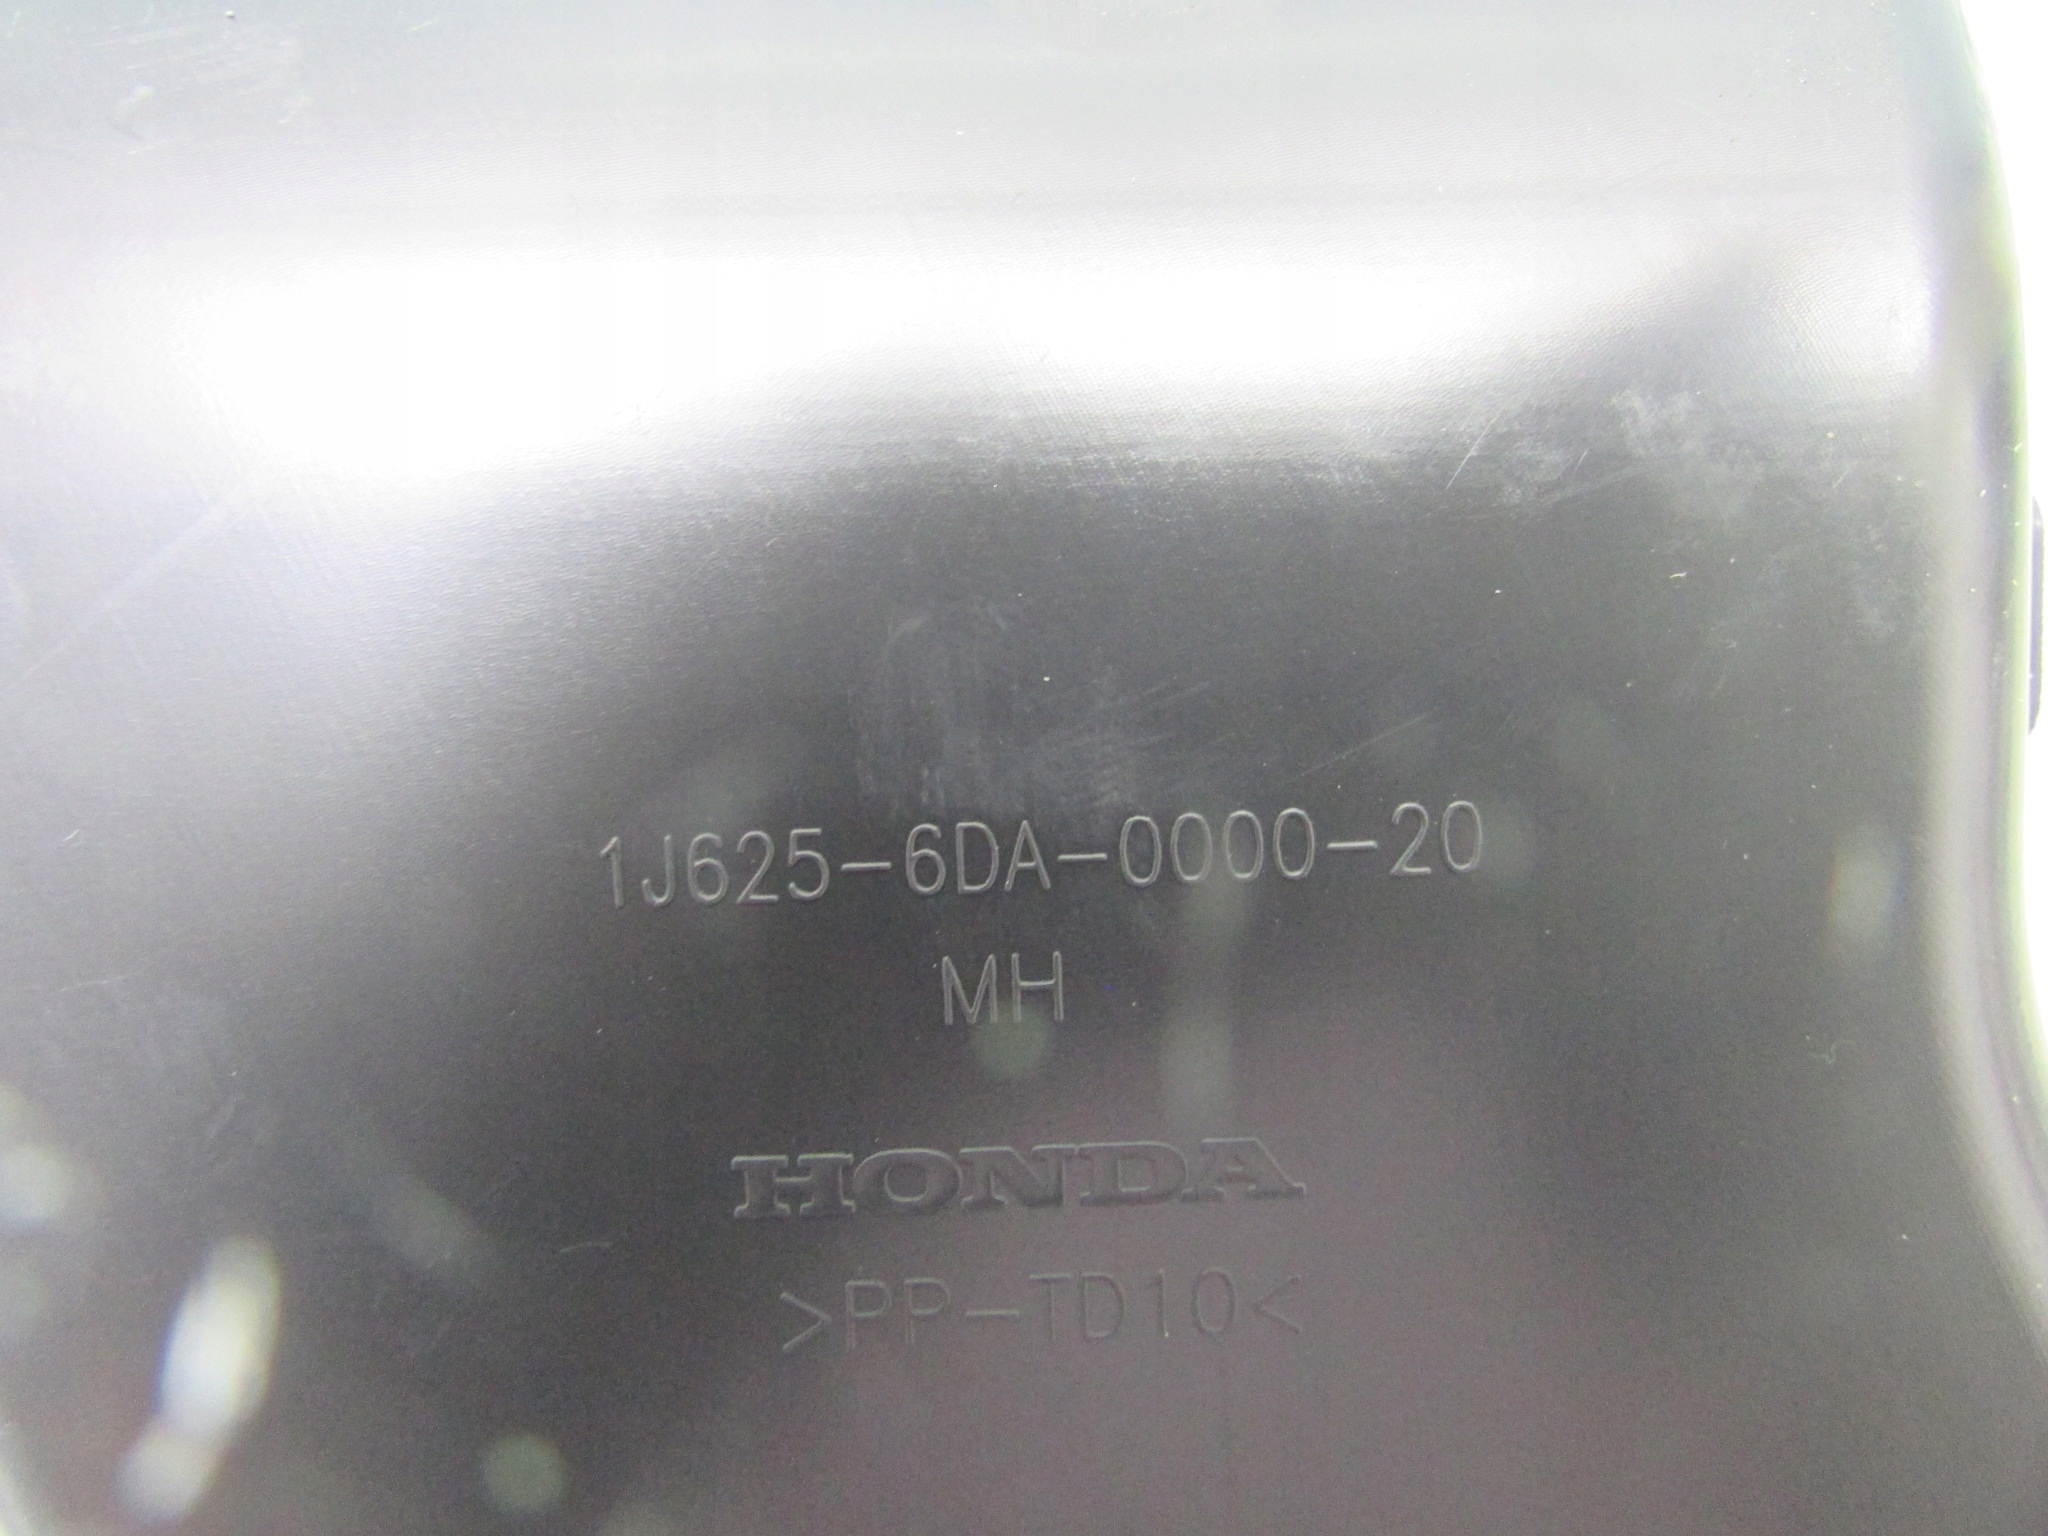 1J625-6DA-0000-20
MH
HONDA
>PP-TD10<